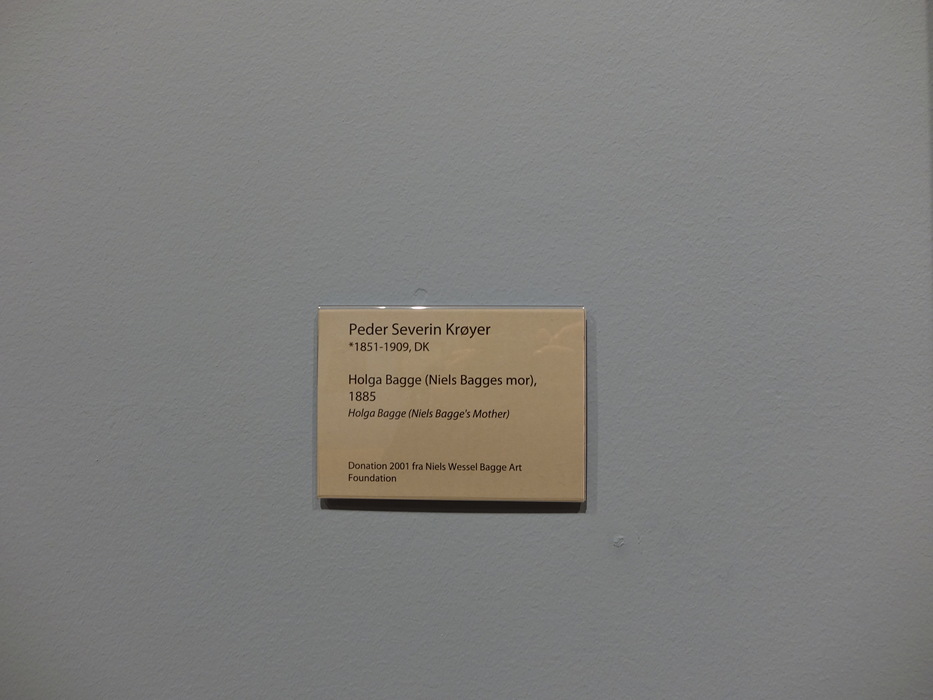 Peder Severin Krøyer
*1851-1909, DK
Holga Bagge (Niels Bagges mor),
1885
Holga Bagge (Niels Bagge's Mother)
Donation 2001 fra Niels Wessel Bagge Art
Foundation